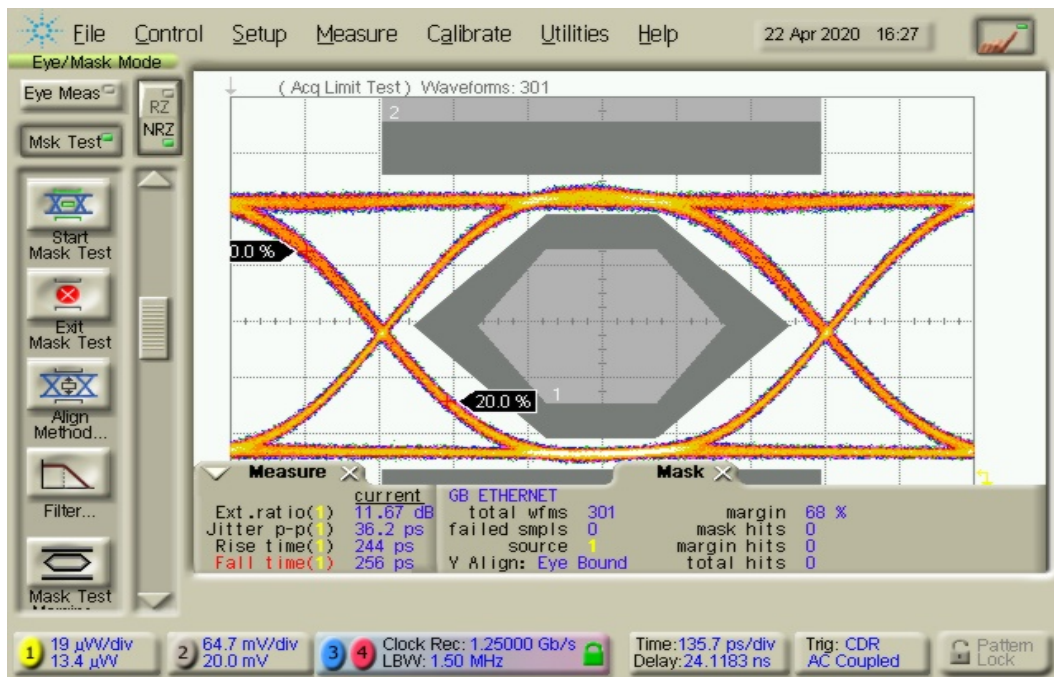 File Control Setup Measure Calibrate Utilities Help 22 Apr 2020 16:27
Eye/Mask Mode
Eye Meas
RZ
NRZ
Msk Test
( Acq Limit Test ) Waveforms: 301
2
Start
Mask Test
0.0 %
Exit
Mask Test
20.0 %
1
Align
Method...
Filter...
Mask Test
Measure
current
Ext.ratio(1) 11.67 dB
Jitter p-p(1) 36.2 ps
Rise time(1) 244 ps
Fall time(1) 256 ps
Mask
GB ETHERNET
total wfms 301 margin 68 %
failed smpls 0 mask hits 0
source 1 margin hits 0
Y Align: Eye Bound total hits 0
1 19 µW/div
13.4 µW
2 64.7 mV/div
20.0 mV
3 4 Clock Rec: 1.25000 Gb/s
LBW: 1.50 MHz
Time:135.7 ps/div
Delay:24.1183 ns
Trig: CDR
AC Coupled
Pattern
Lock